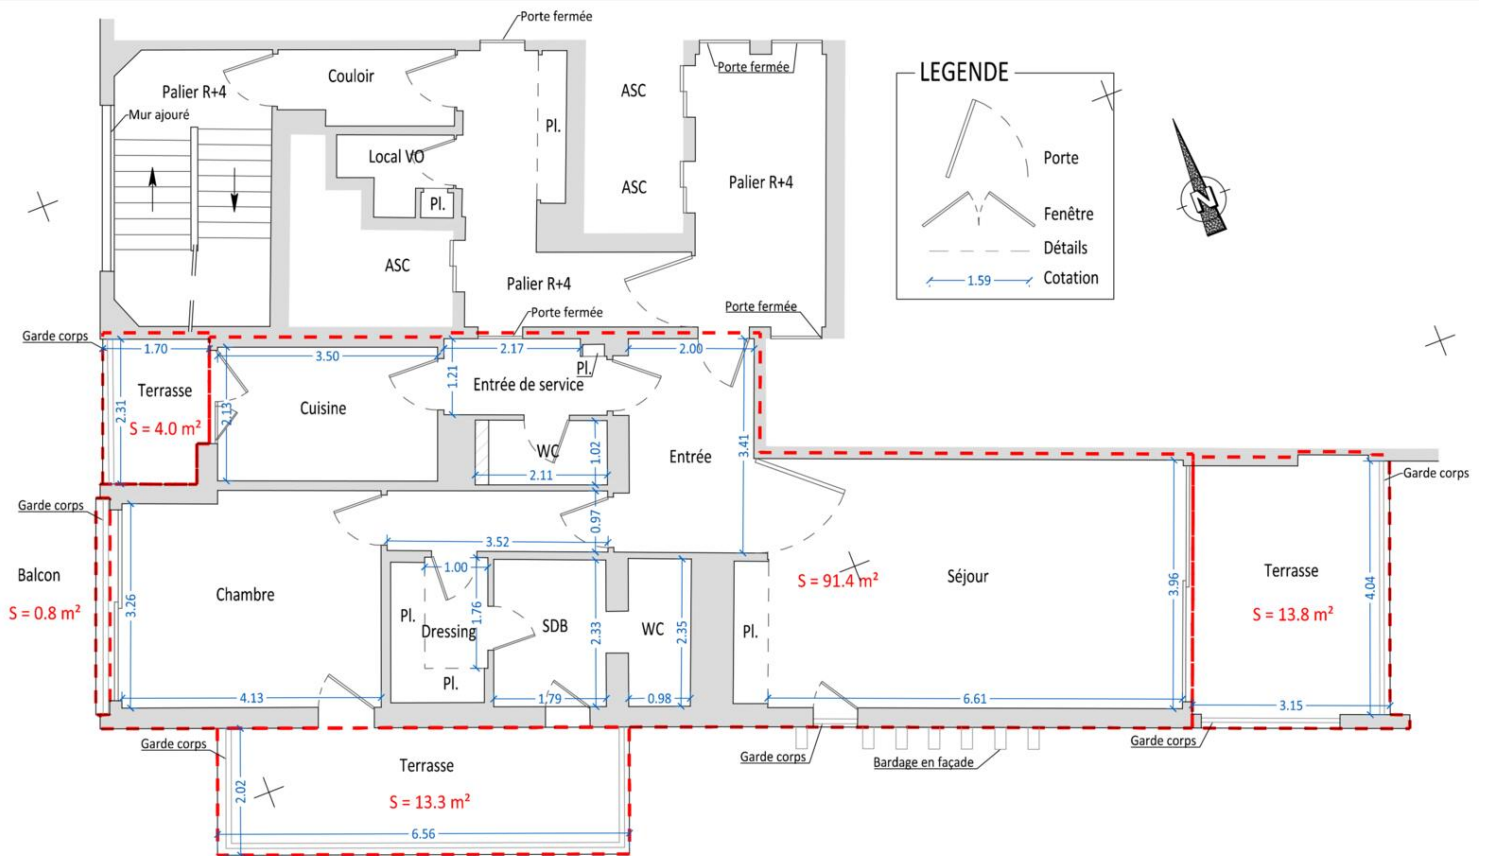 Porte fermée
Palier R+4
Couloir
Mur ajouré
Local VO
Pl.
Pl.
ASC
ASC
ASC
Porte fermée
Palier R+4
Palier R+4
Porte fermée
Porte fermée
LEGENDE
Porte
Fenêtre
Détails
1.59
Cotation
N
Garde corps
1.70
2.31
Terrasse
S = 4.0 m²
3.50
2.13
Cuisine
2.17
1.21
Pl.
Entrée de service
2.00
WC
1.02
2.11
Entrée
3.41
Garde corps
Balcon
S = 0.8 m²
3.26
Chambre
4.13
3.52
0.97
1.00
1.76
Pl.
Dressing
Pl.
SDB
2.33
1.79
WC
2.35
0.98
Pl.
S = 91.4 m²
Séjour
3.96
6.61
Garde corps
Terrasse
S = 13.8 m²
4.04
3.15
Garde corps
Garde corps
Bardage en façade
Garde corps
2.02
Terrasse
S = 13.3 m²
6.56